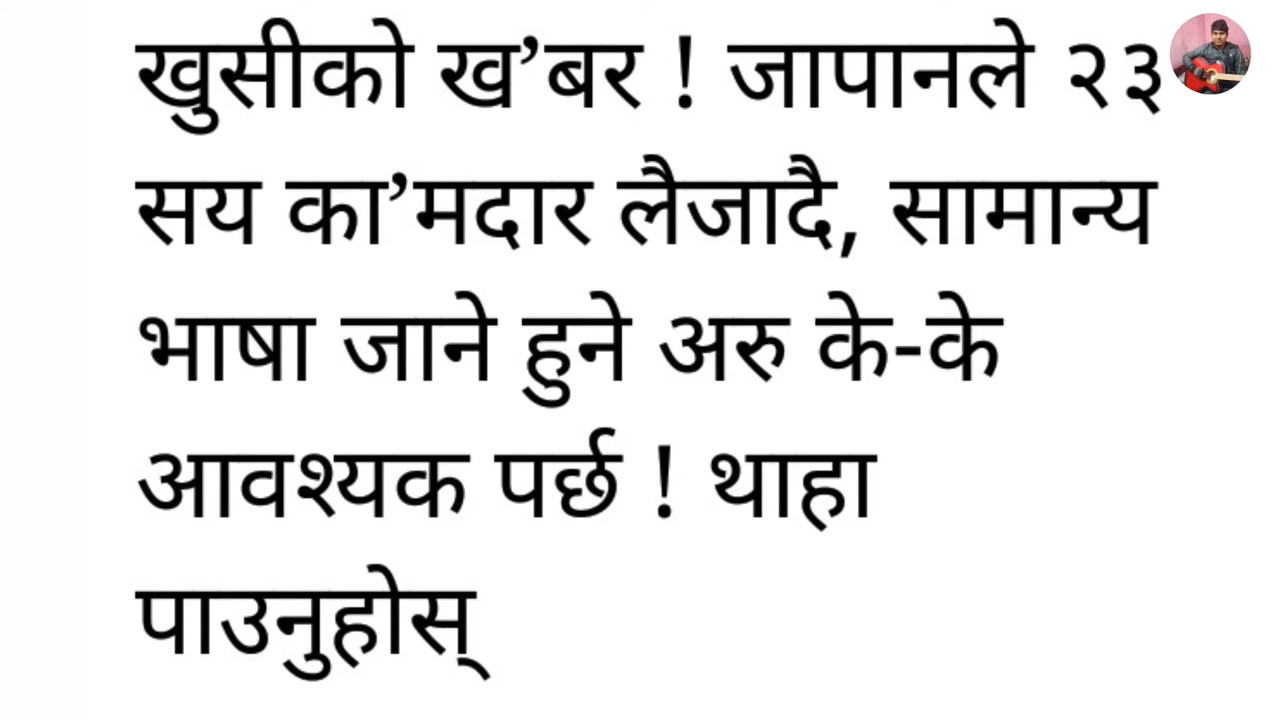 खुसीको ख’बर ! जापानले २३
सय का’मदार लैजादै, सामान्य
भाषा जाने हुने अरु के-के
आवश्यक पर्छ ! थाहा
पाउनुहोस्